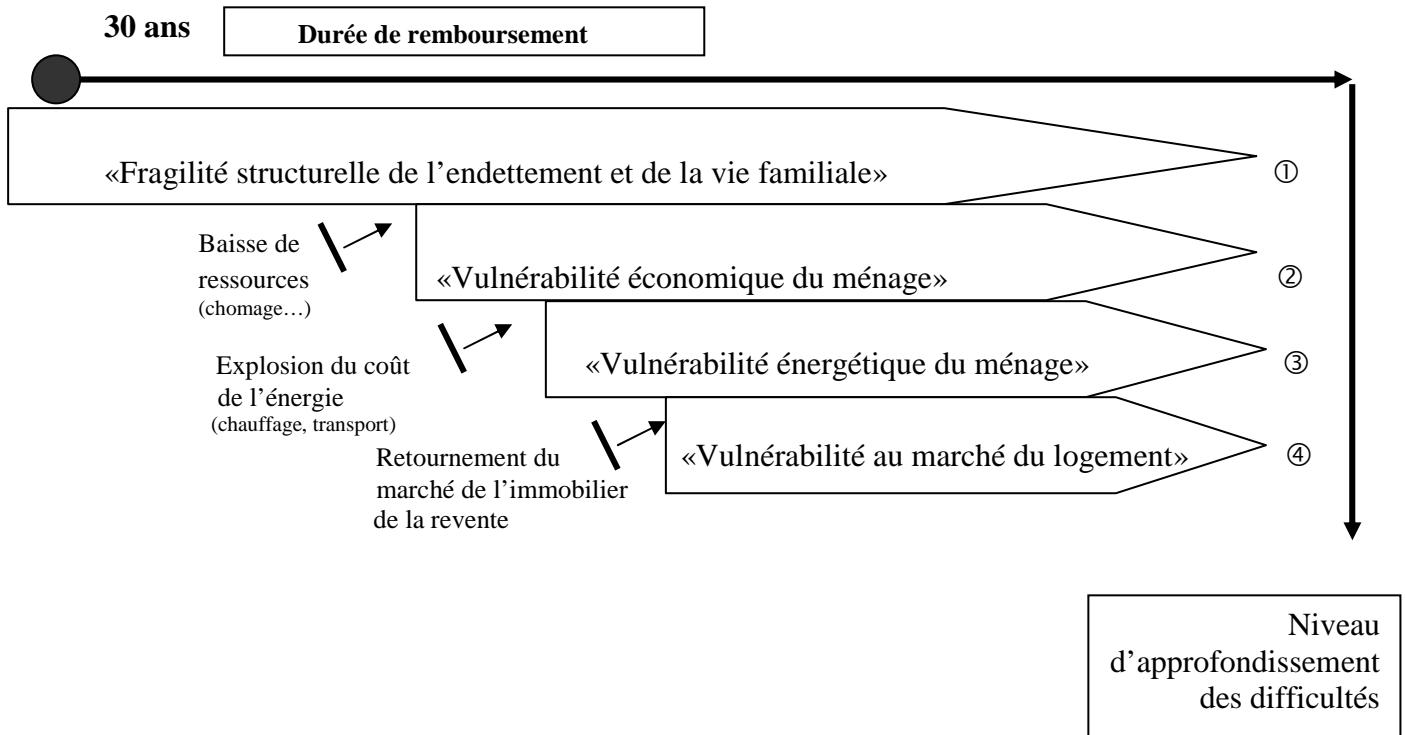 30 ans
Durée de remboursement
«Fragilité structurelle de l’endettement et de la vie familiale»
①
Baisse de
ressources
(chomage…)
«Vulnérabilité économique du ménage»
②
Explosion du coût
de l’énergie
(chauffage, transport)
«Vulnérabilité énergétique du ménage»
③
Retournement du
marché de l’immobilier
de la revente
«Vulnérabilité au marché du logement»
④
Niveau
d’approfondissement
des difficultés